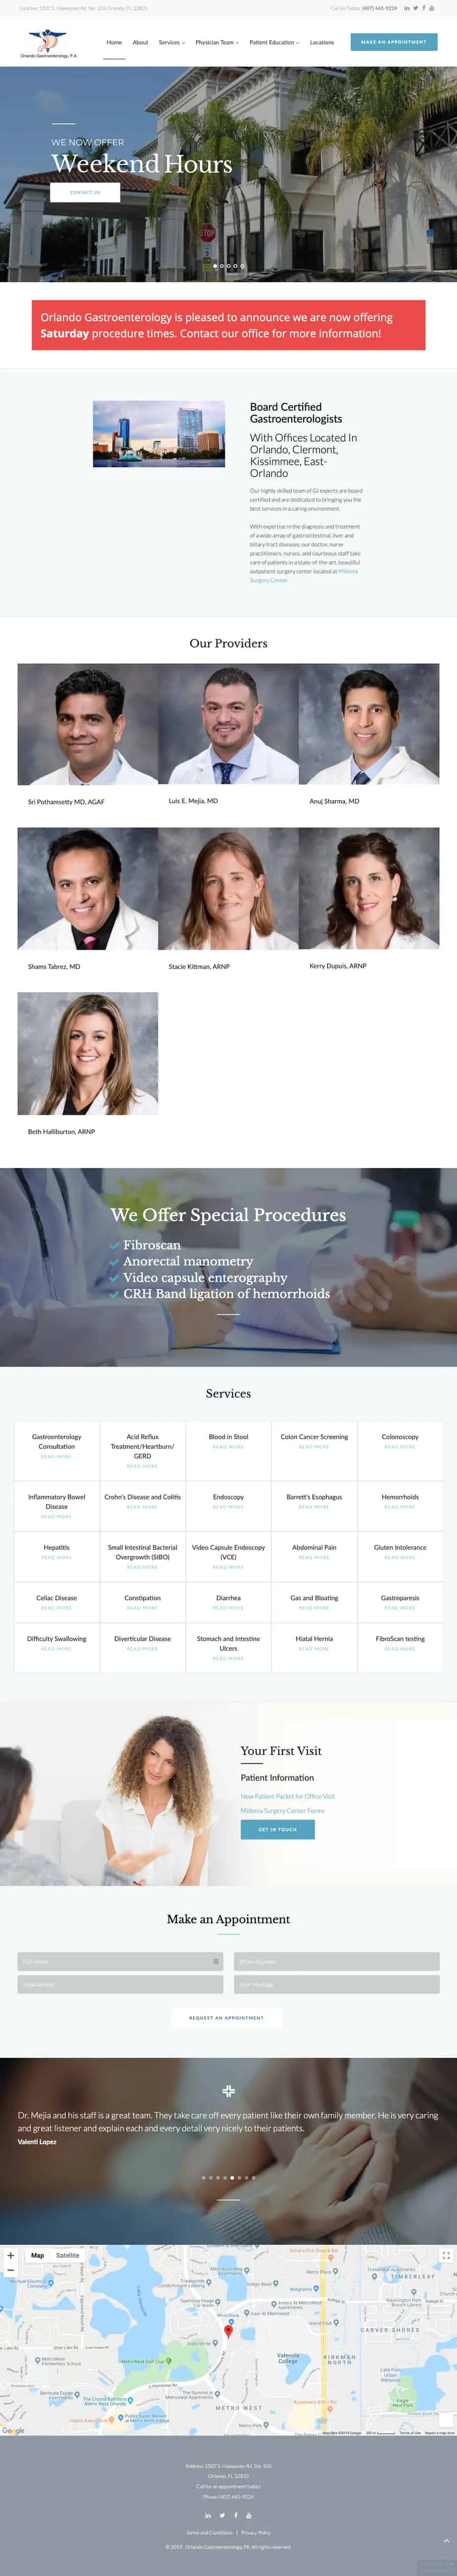 Location: 1507 S. Hiawassee Rd. Ste. 105 Orlando, FL 32835
Call Us Today: (407) 445-9224
Orlando Gastroenterology, P.A.
Home About Services Physician Team Patient Education Locations
MAKE AN APPOINTMENT
WE NOW OFFER
Weekend Hours
CONTACT US
STOP
Orlando Gastroenterology is pleased to announce we are now offering
Saturday procedure times. Contact our office for more information!
Board Certified
Gastroenterologists
With Offices Located In
Orlando, Clermont,
Kissimmee, East-
Orlando
Our highly skilled team of GI experts are board
certified and are dedicated to bringing you the
best services in a caring environment.
With expertise in the diagnosis and treatment
of a wide array of gastrointestinal, liver and
biliary tract diseases; our doctor, nurse
practitioners, nurses, and courteous staff take
care of patients in a state-of-the-art, beautiful
outpatient surgery center located at Millenia
Surgery Center.
Our Providers
Sri Pothamsetty MD, AGAF
Luis E. Mejia, MD
Anuj Sharma, MD
Shams Tabrez, MD
Stacie Kittman, ARNP
Kerry Dupuis, ARNP
Beth Halliburton, ARNP
We Offer Special Procedures
Fibroscan
Anorectal manometry
Video capsule enterography
CRH Band ligation of hemorrhoids
Services
Gastroenterology
Consultation
READ MORE
Acid Reflux
Treatment/Heartburn/
GERD
READ MORE
Blood in Stool
READ MORE
Colon Cancer Screening
READ MORE
Colonoscopy
READ MORE
Inflammatory Bowel
Disease
READ MORE
Crohn's Disease and Colitis
READ MORE
Endoscopy
READ MORE
Barrett's Esophagus
READ MORE
Hemorrhoids
READ MORE
Hepatitis
READ MORE
Small Intestinal Bacterial
Overgrowth (SIBO)
READ MORE
Video Capsule Endoscopy
(VCE)
READ MORE
Abdominal Pain
READ MORE
Gluten Intolerance
READ MORE
Celiac Disease
READ MORE
Constipation
READ MORE
Diarrhea
READ MORE
Gas and Bloating
READ MORE
Gastroparesis
READ MORE
Difficulty Swallowing
READ MORE
Diverticular Disease
READ MORE
Stomach and Intestine
Ulcers
READ MORE
Hiatal Hernia
READ MORE
FibroScan testing
READ MORE
Your First Visit
Patient Information
New Patient Packet for Office Visit
Millenia Surgery Center Forms
GET IN TOUCH
Make an Appointment
Full Name
Phone Number
Email Address
Your Message
REQUEST AN APPOINTMENT
Dr. Mejia and his staff is a great team. They take care off every patient like their own family member. He is very caring
and great listener and explain each and every detail very nicely to their patients.
Valenti Lopez
Map Satellite
TIMBERLEAF
CARVER SHORES
Valencia
College
KIRKMAN
NORTH
METRO WEST
Walgreens
Google
Address: 1507 S. Hiawassee Rd. Ste. 105
Orlando, FL 32835
Call for an appointment today!
Phone: (407) 445-9224
Terms and Conditions | Privacy Policy
© 2019 . Orlando Gastroenterology, PA. All rights reserved.